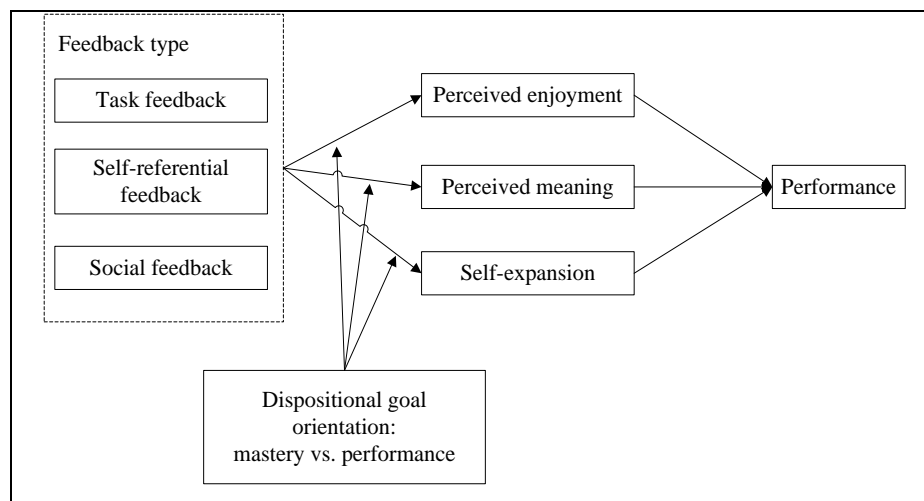 Feedback type
Task feedback
Self-referential
feedback
Social feedback
Perceived enjoyment
Perceived meaning
Self-expansion
Performance
Dispositional goal
orientation:
mastery vs. performance